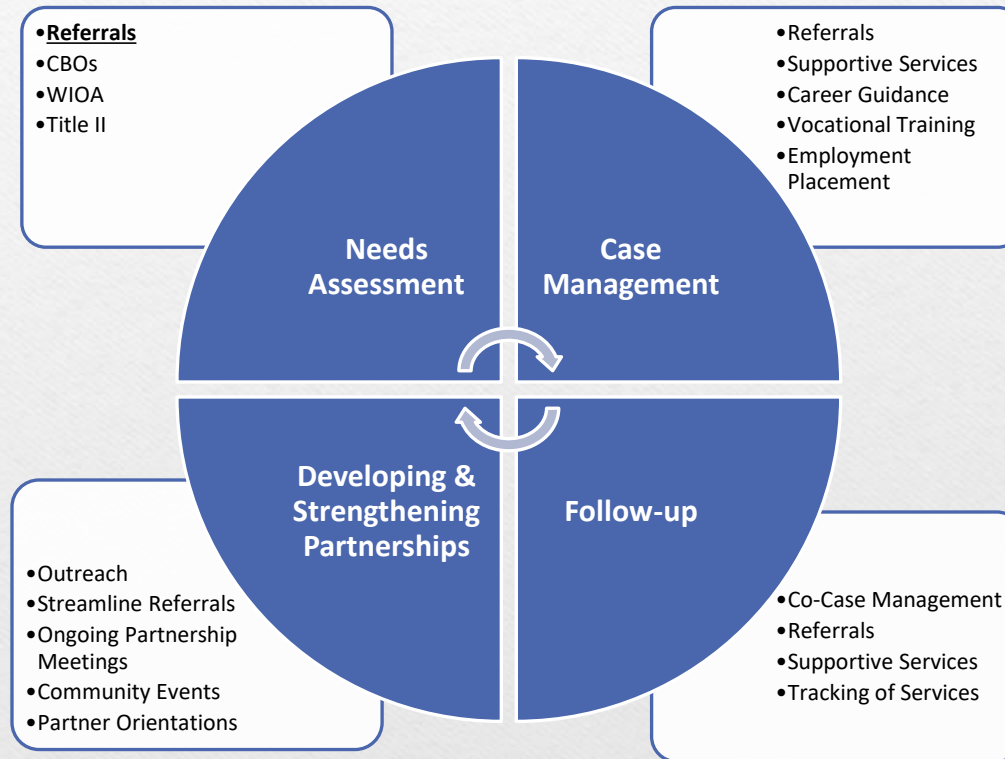 •Referrals
•CBOs
•WIOA
•Title II
•Referrals
•Supportive Services
•Career Guidance
•Vocational Training
•Employment
Placement
Needs
Assessment
Case
Management
Developing &
Strengthening
Partnerships
Follow-up
•Outreach
•Streamline Referrals
•Ongoing Partnership
Meetings
•Community Events
•Partner Orientations
•Co-Case Management
•Referrals
•Supportive Services
•Tracking of Services